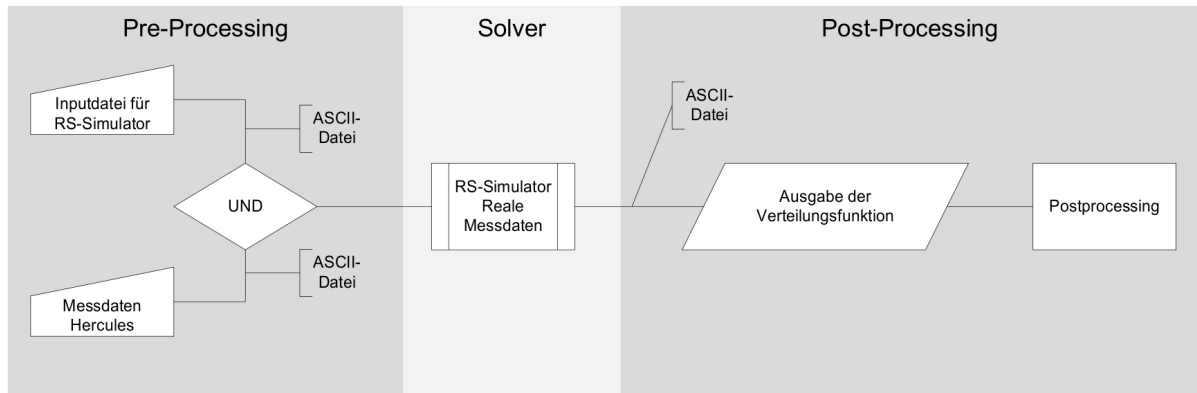 Pre-Processing
Solver
Post-Processing
Inputdatei für
RS-Simulator
ASCII-
Datei
UND
ASCII-
Datei
Messdaten
Hercules
RS-Simulator
Reale
Messdaten
ASCII-
Datei
Ausgabe der
Verteilungsfunktion
Postprocessing